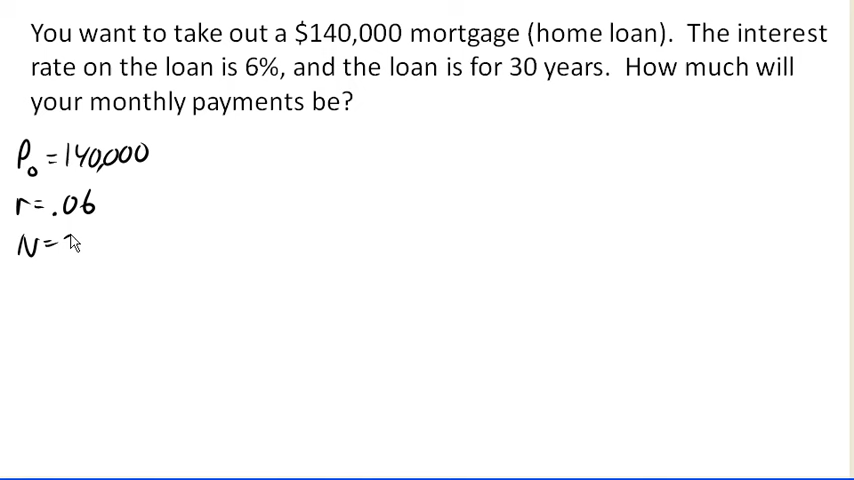 You want to take out a $140,000 mortgage (home loan). The interest
rate on the loan is 6%, and the loan is for 30 years. How much will
your monthly payments be?
P₀ = 140,000
r = .06
N =